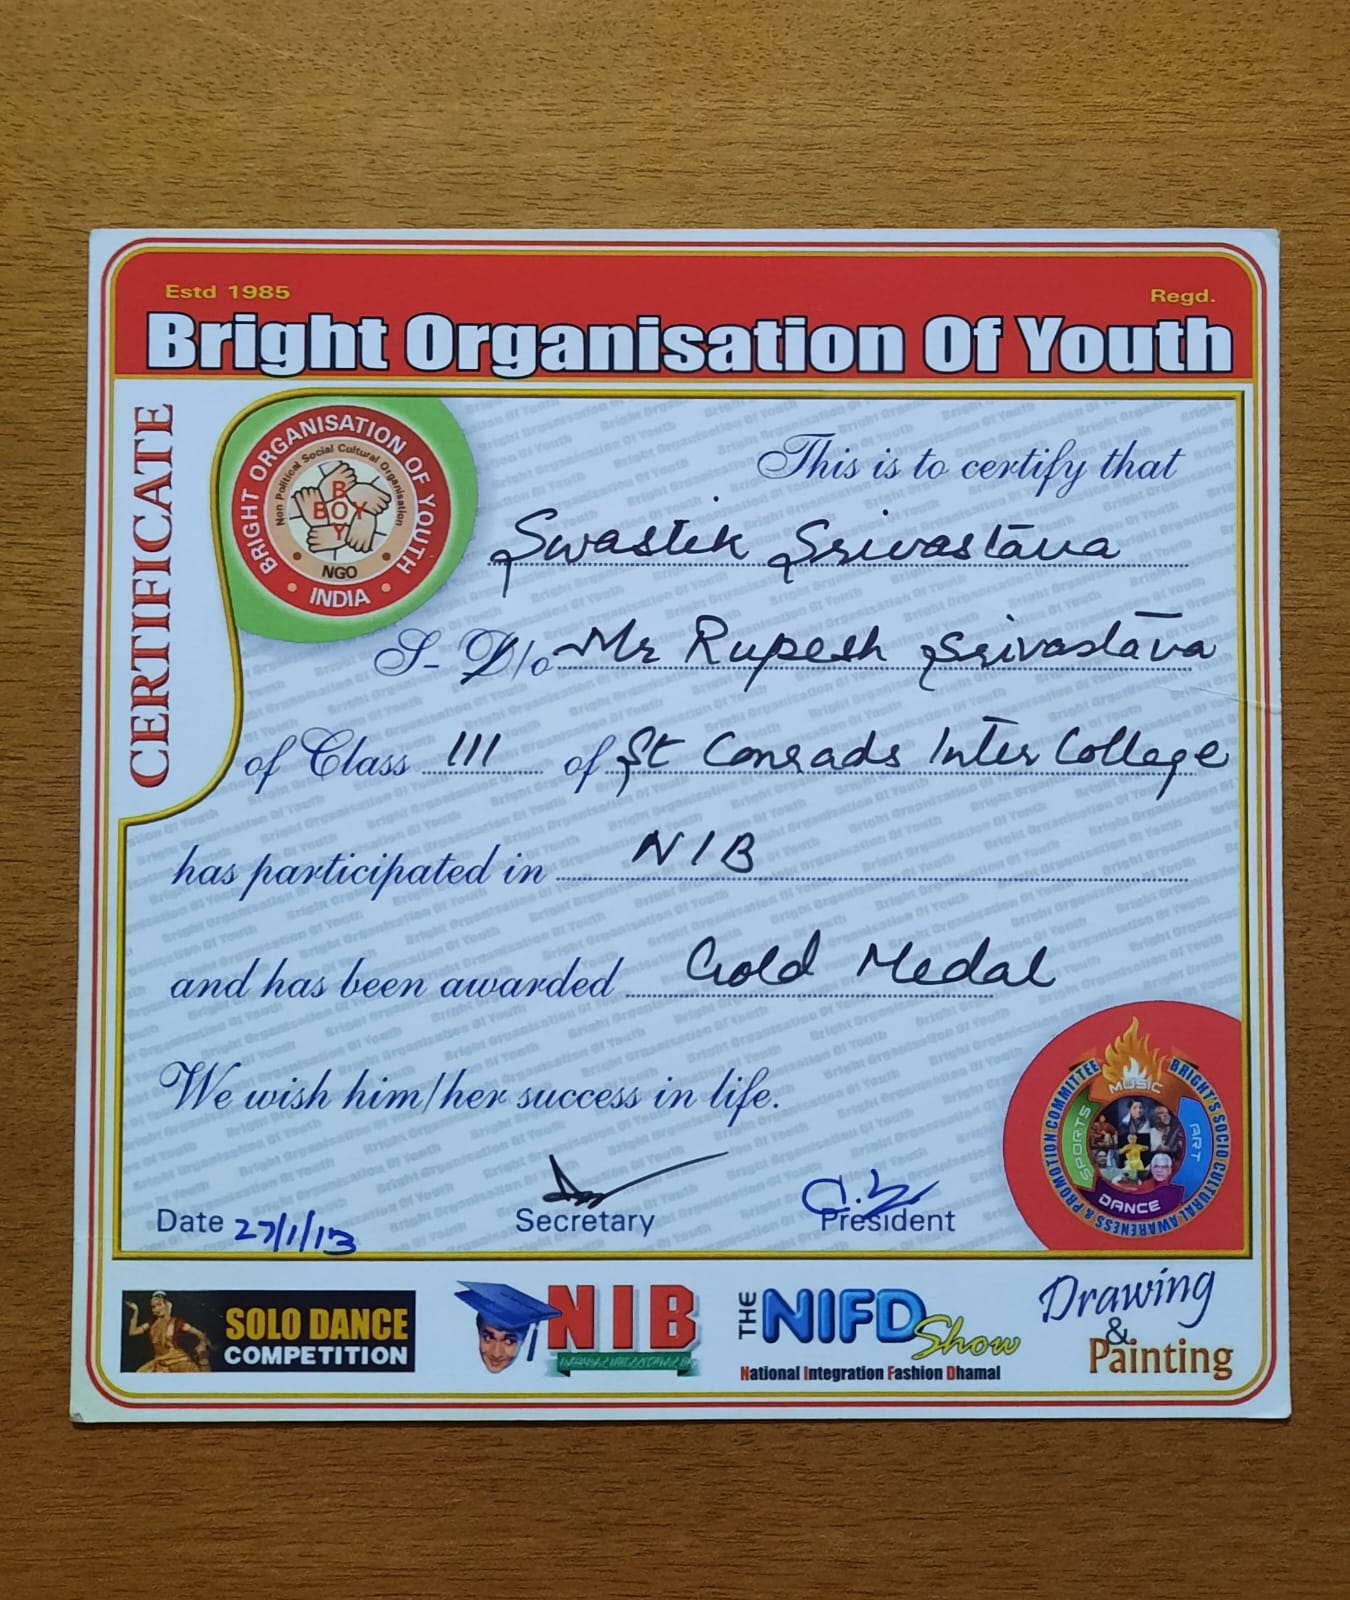 Estd 1985
Regd.
Bright Organisation Of Youth
CERTIFICATE
BRIGHT ORGANISATION OF YOUTH
Non Political Social Cultural Organisation
B
BOY
Y
NGO
INDIA
This is to certify that
Swastik Srivastava
S- D/o Mr Rupesh Srivastava
of Class III of St Conrads Inter College
has participated in NIB
and has been awarded Gold Medal
We wish him/her success in life.
Date 27/1/13
Secretary
President
BRIGHT'S SOCIO CULTURAL AWARENESS & PROMOTION COMMITTEE
MUSIC
SPORTS
ART
DANCE
SOLO DANCE
COMPETITION
NIB
THE NIFD Show
National Integration Fashion Dhamal
Drawing
&
Painting